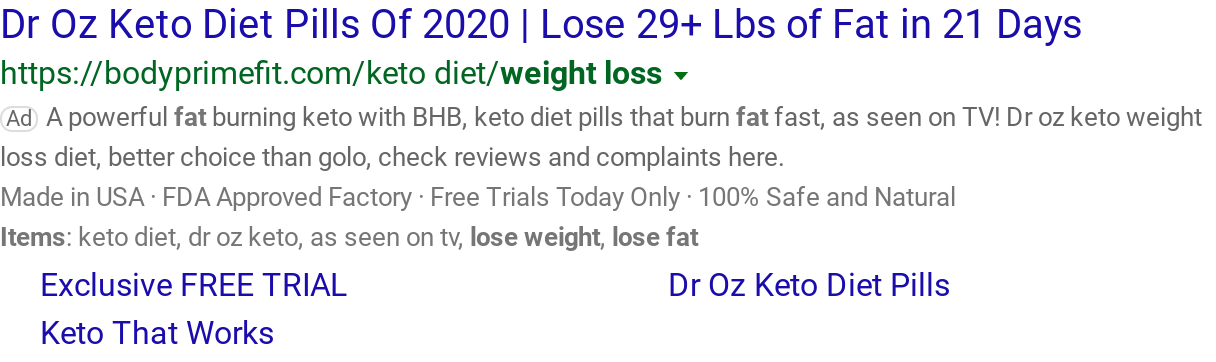 Dr Oz Keto Diet Pills Of 2020 | Lose 29+ Lbs of Fat in 21 Days
https://bodyprimefit.com/keto diet/weight loss
Ad A powerful fat burning keto with BHB, keto diet pills that burn fat fast, as seen on TV! Dr oz keto weight
loss diet, better choice than golo, check reviews and complaints here.
Made in USA · FDA Approved Factory · Free Trials Today Only · 100% Safe and Natural
Items: keto diet, dr oz keto, as seen on tv, lose weight, lose fat
Exclusive FREE TRIAL Dr Oz Keto Diet Pills
Keto That Works